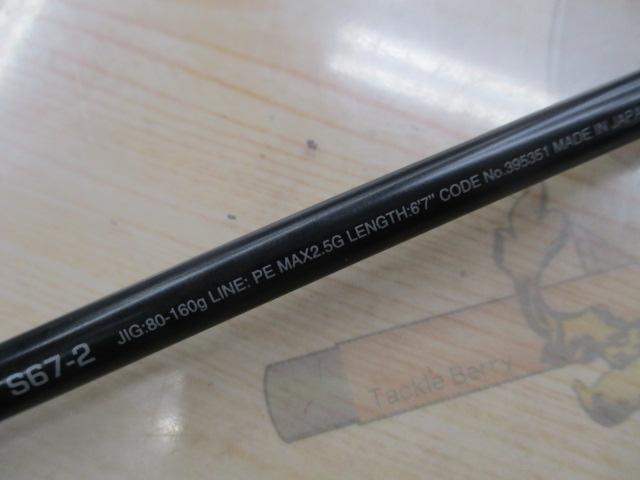 S67-2 JIG:80-160g LINE: PE MAX2.5G LENGTH:6'7" CODE No.395351 MADE IN JAPAN
Tackle Berry